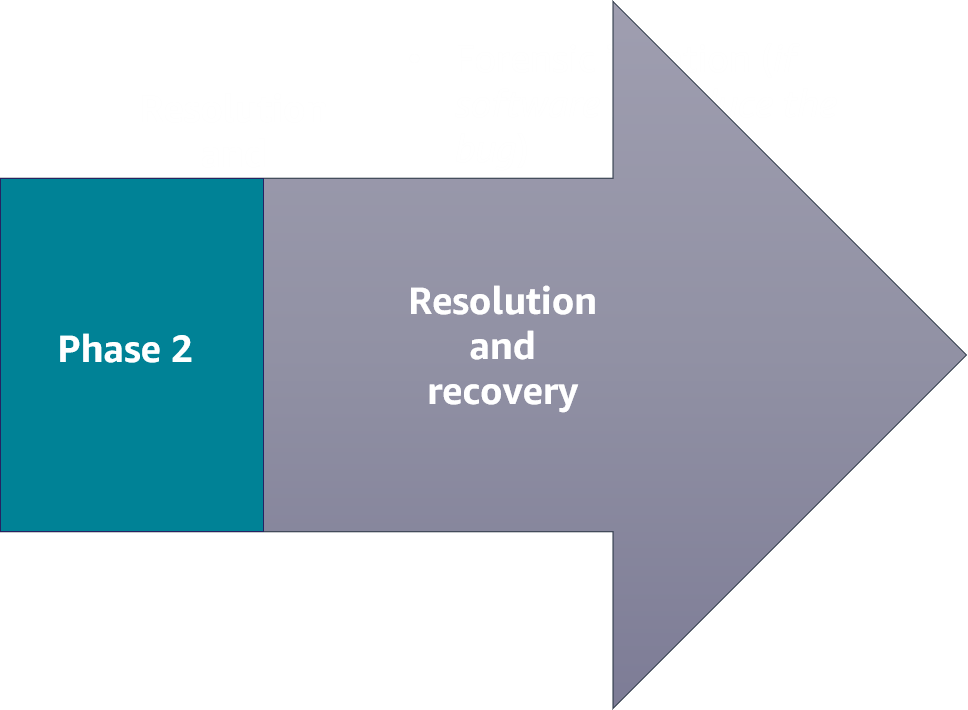 Phase 2
Resolution
and
recovery